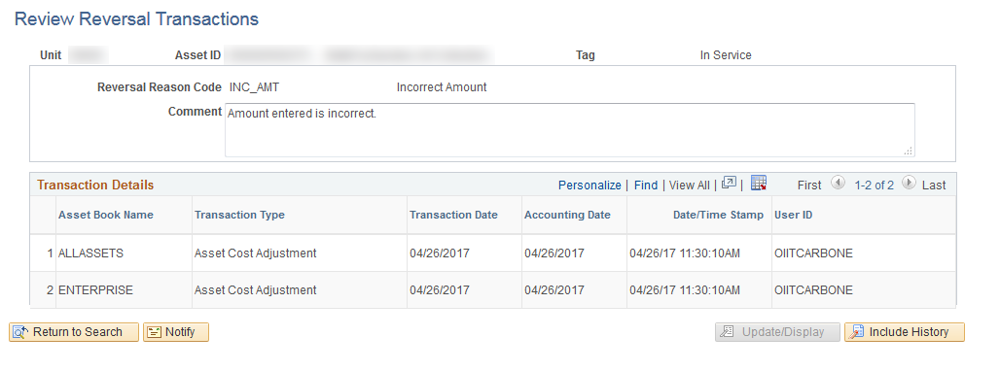 Review Reversal Transactions
Unit Asset ID Tag In Service
Reversal Reason Code INC_AMT Incorrect Amount
Comment Amount entered is incorrect.
Transaction Details Personalize | Find | View All | | First 1-2 of 2 Last
Asset Book Name Transaction Type Transaction Date Accounting Date Date/Time Stamp User ID
1 ALLASSETS Asset Cost Adjustment 04/26/2017 04/26/2017 04/26/17 11:30:10AM OIITCARBONE
2 ENTERPRISE Asset Cost Adjustment 04/26/2017 04/26/2017 04/26/17 11:30:10AM OIITCARBONE
Return to Search Notify Update/Display Include History